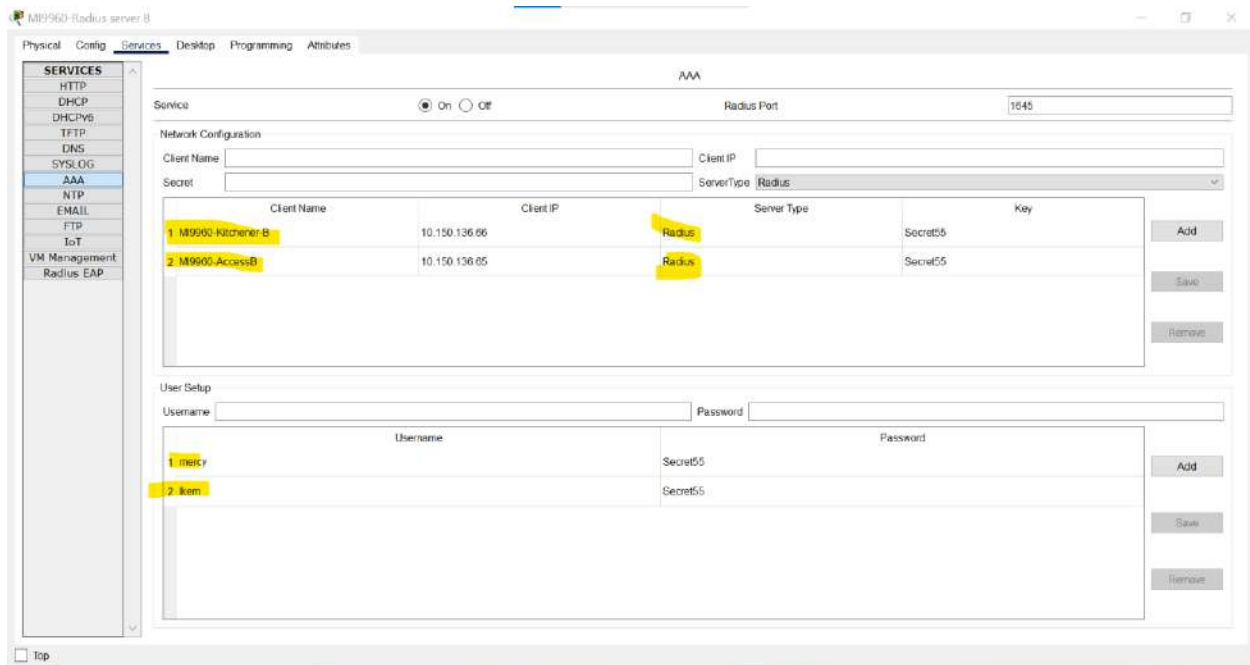 MI9960-Radius server B
Physical Config Services Desktop Programming Attributes
SERVICES
HTTP
DHCP
DHCPv6
TFTP
DNS
SYSLOG
AAA
NTP
EMAIL
FTP
IoT
VM Management
Radius EAP
AAA
Service On Off Radius Port 1645
Network Configuration
Client Name Client IP
Secret ServerType Radius
Client Name Client IP Server Type Key
1 MI9960-Kitchener-B 10.150.136.66 Radius Secret55
2 MI9960-AccessB 10.150.136.65 Radius Secret55
Add
Save
Remove
User Setup
Username Password
Username Password
1 mercy Secret55
2 ikem Secret55
Add
Save
Remove
Top